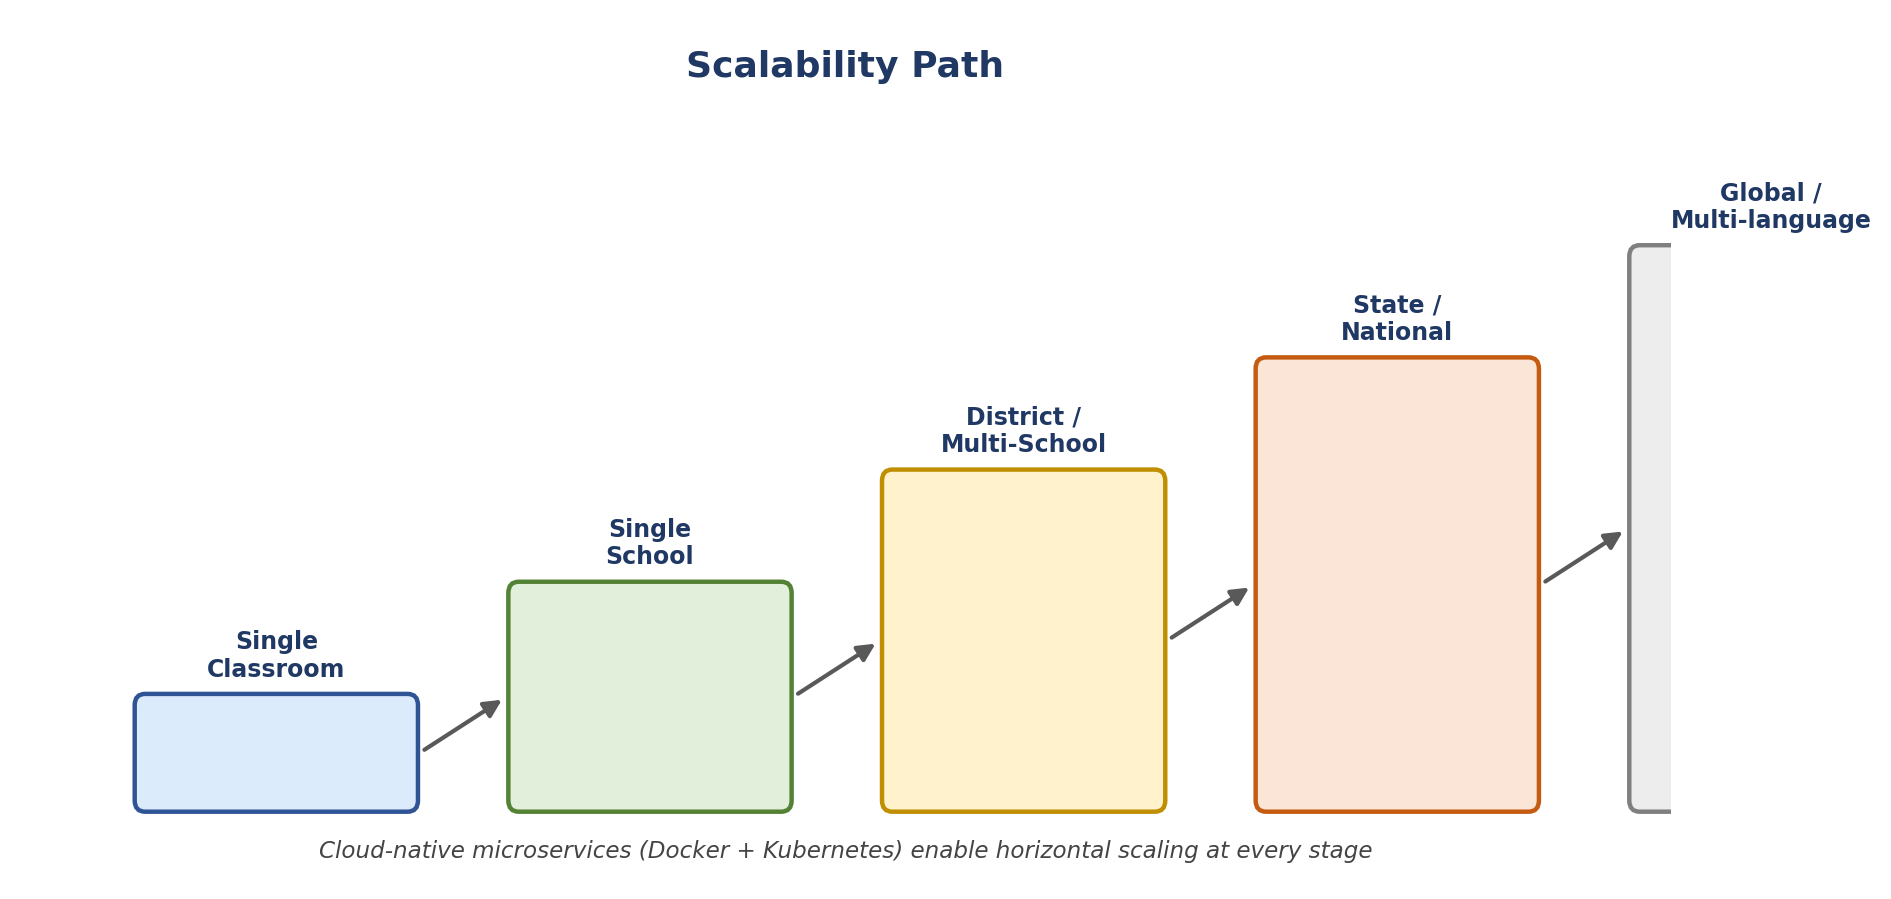 Scalability Path
Single
Classroom
Single
School
District /
Multi-School
State /
National
Global /
Multi-language
Cloud-native microservices (Docker + Kubernetes) enable horizontal scaling at every stage